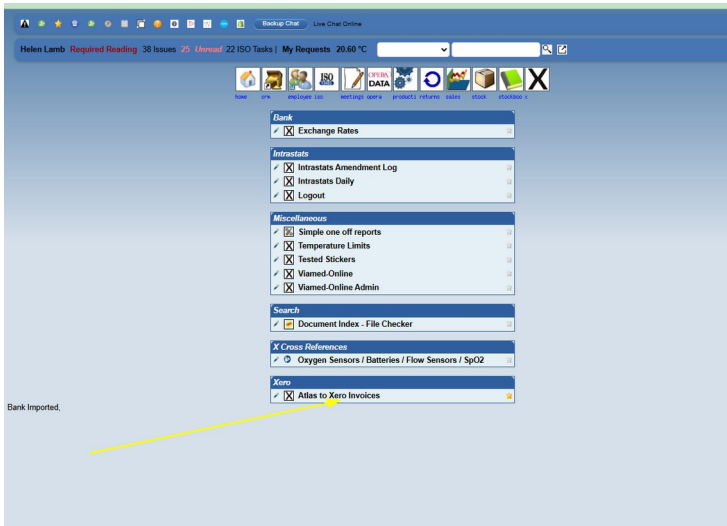 Backup Chat Live Chat Online
Helen Lamb Required Reading 38 Issues 25 Unread 22 ISO Tasks | My Requests 20.60 °C
ISO OPERA DATA X
home crm employee iso meetings opera products returns sales stock stockboo x
Bank
Exchange Rates
Intrastats
Intrastats Amendment Log
Intrastats Daily
Logout
Miscellaneous
Simple one off reports
Temperature Limits
Tested Stickers
Viamed-Online
Viamed-Online Admin
Search
Document Index - File Checker
X Cross References
Oxygen Sensors / Batteries / Flow Sensors / SpO2
Xero
Atlas to Xero Invoices
Bank Imported,